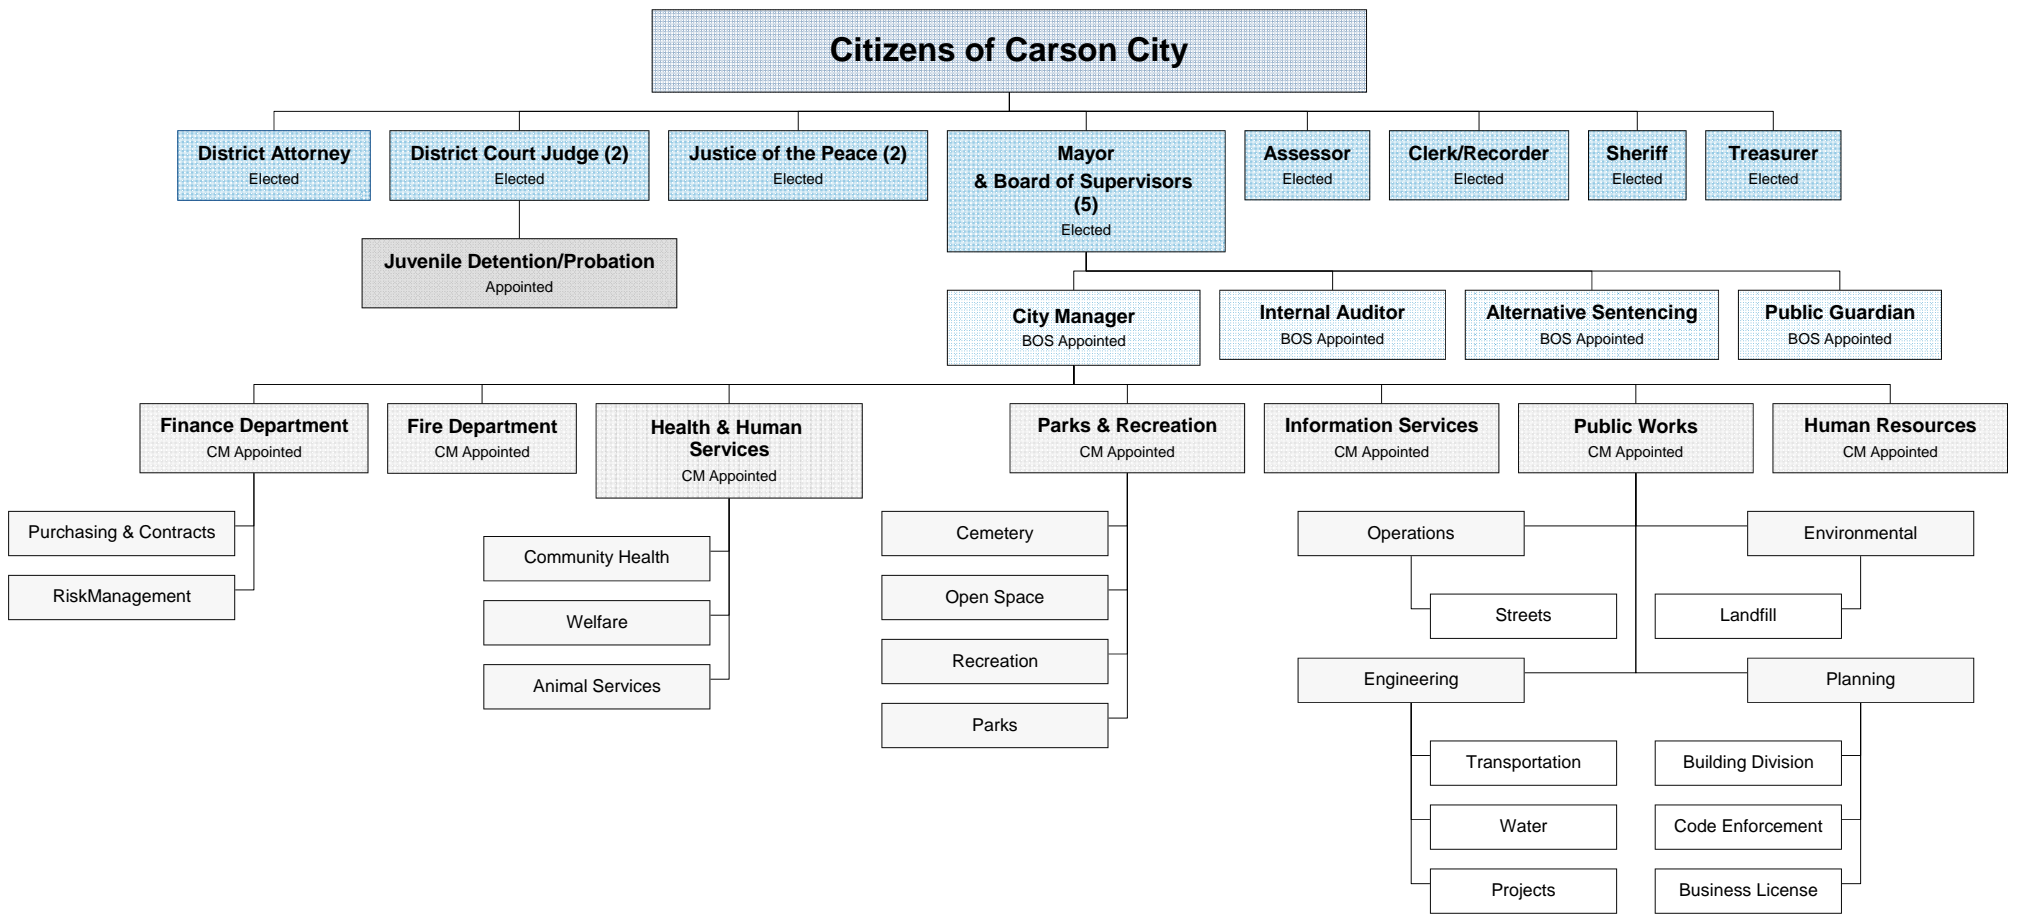 Citizens of Carson City
District Attorney
Elected
District Court Judge (2)
Elected
Justice of the Peace (2)
Elected
Mayor
& Board of Supervisors
(5)
Elected
Assessor
Elected
Clerk/Recorder
Elected
Sheriff
Elected
Treasurer
Elected
Juvenile Detention/Probation
Appointed
City Manager
BOS Appointed
Internal Auditor
BOS Appointed
Alternative Sentencing
BOS Appointed
Public Guardian
BOS Appointed
Finance Department
CM Appointed
Fire Department
CM Appointed
Health & Human
Services
CM Appointed
Parks & Recreation
CM Appointed
Information Services
CM Appointed
Public Works
CM Appointed
Human Resources
CM Appointed
Purchasing & Contracts
RiskManagement
Community Health
Welfare
Animal Services
Cemetery
Open Space
Recreation
Parks
Operations
Streets
Environmental
Landfill
Engineering
Transportation
Water
Projects
Planning
Building Division
Code Enforcement
Business License